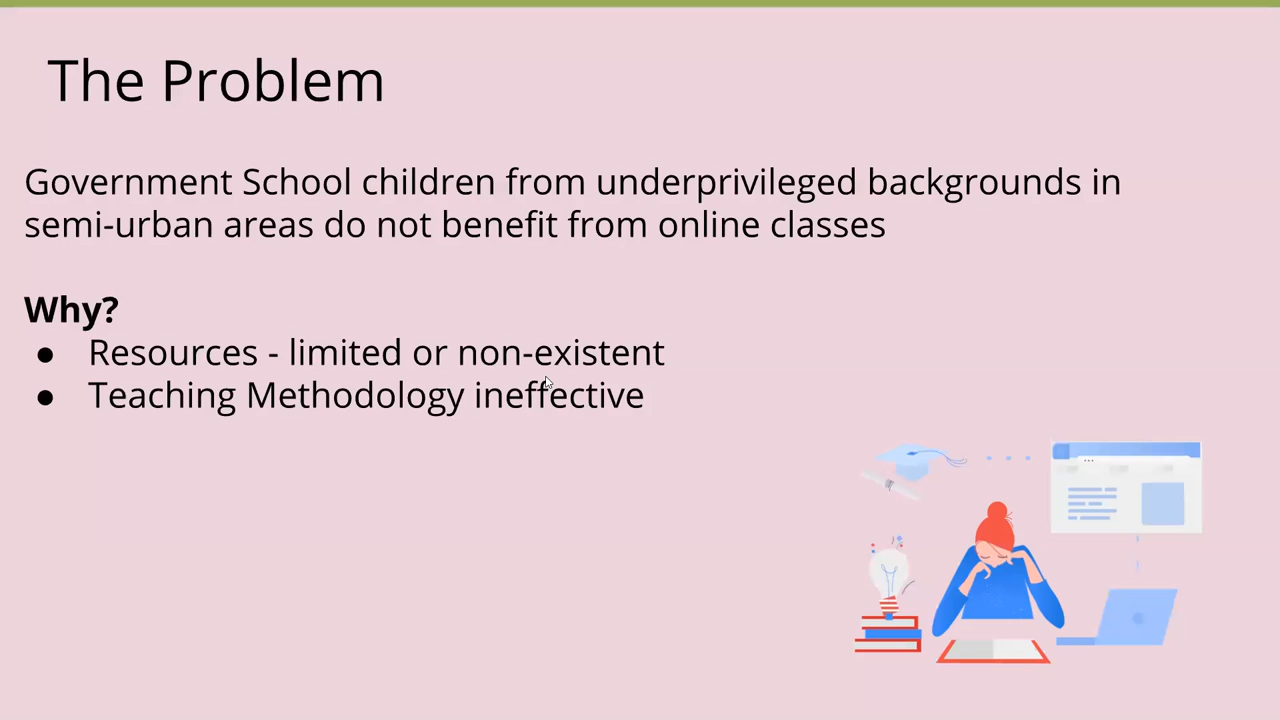 The Problem
Government School children from underprivileged backgrounds in
semi-urban areas do not benefit from online classes
Why?
● Resources - limited or non-existent
● Teaching Methodology ineffective